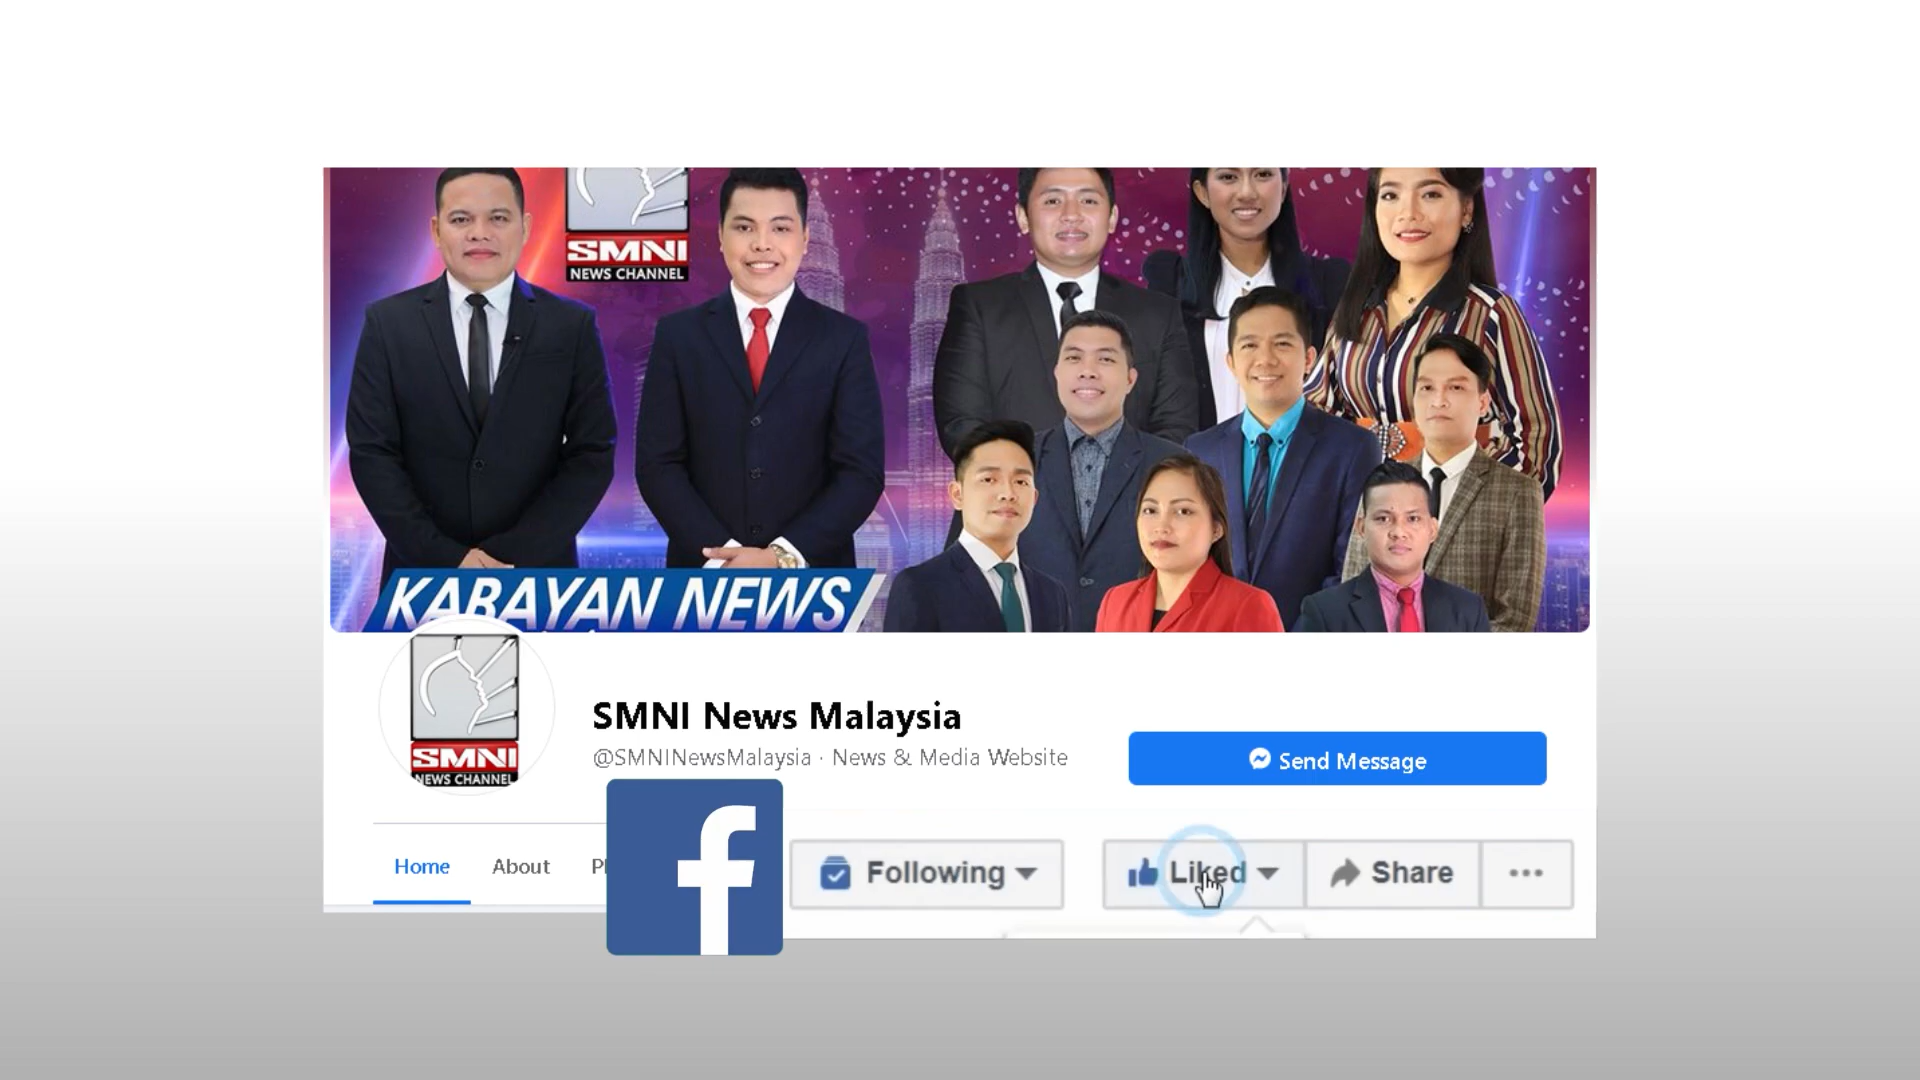 SMNI
NEWS CHANNEL
KABAYAN NEWS
SMNI
NEWS CHANNEL
SMNI News Malaysia
@SMNINewsMalaysia · News & Media Website
Send Message
Home About
f
Following
Liked
Share